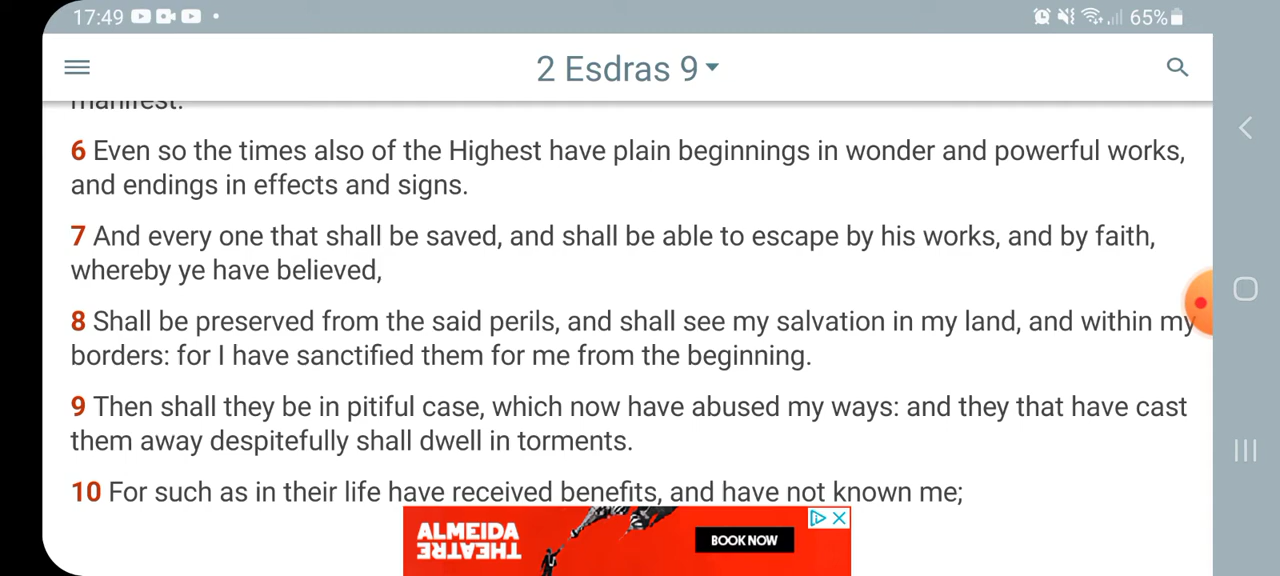 17:49 65%
2 Esdras 9
manifest.
6 Even so the times also of the Highest have plain beginnings in wonder and powerful works,
and endings in effects and signs.
7 And every one that shall be saved, and shall be able to escape by his works, and by faith,
whereby ye have believed,
8 Shall be preserved from the said perils, and shall see my salvation in my land, and within my
borders: for I have sanctified them for me from the beginning.
9 Then shall they be in pitiful case, which now have abused my ways: and they that have cast
them away despitefully shall dwell in torments.
10 For such as in their life have received benefits, and have not known me;
ALMEIDA
THEATRE
BOOK NOW